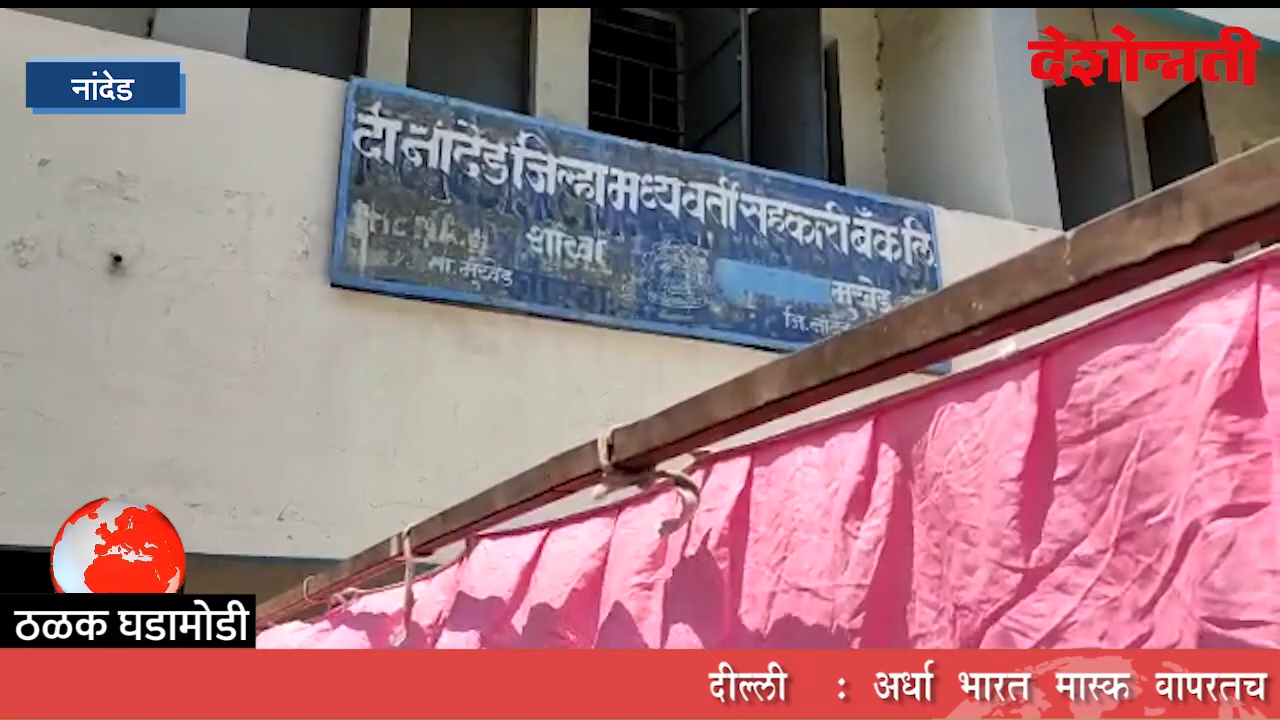 देशोन्नती
नांदेड
दी नांदेड जिल्हा मध्यवर्ती सहकारी बँक लि
शाखा
ता. मुखेड
मुखेड
जि. नांदेड
ठळक घडामोडी
दील्ली : अर्धा भारत मास्क वापरतच